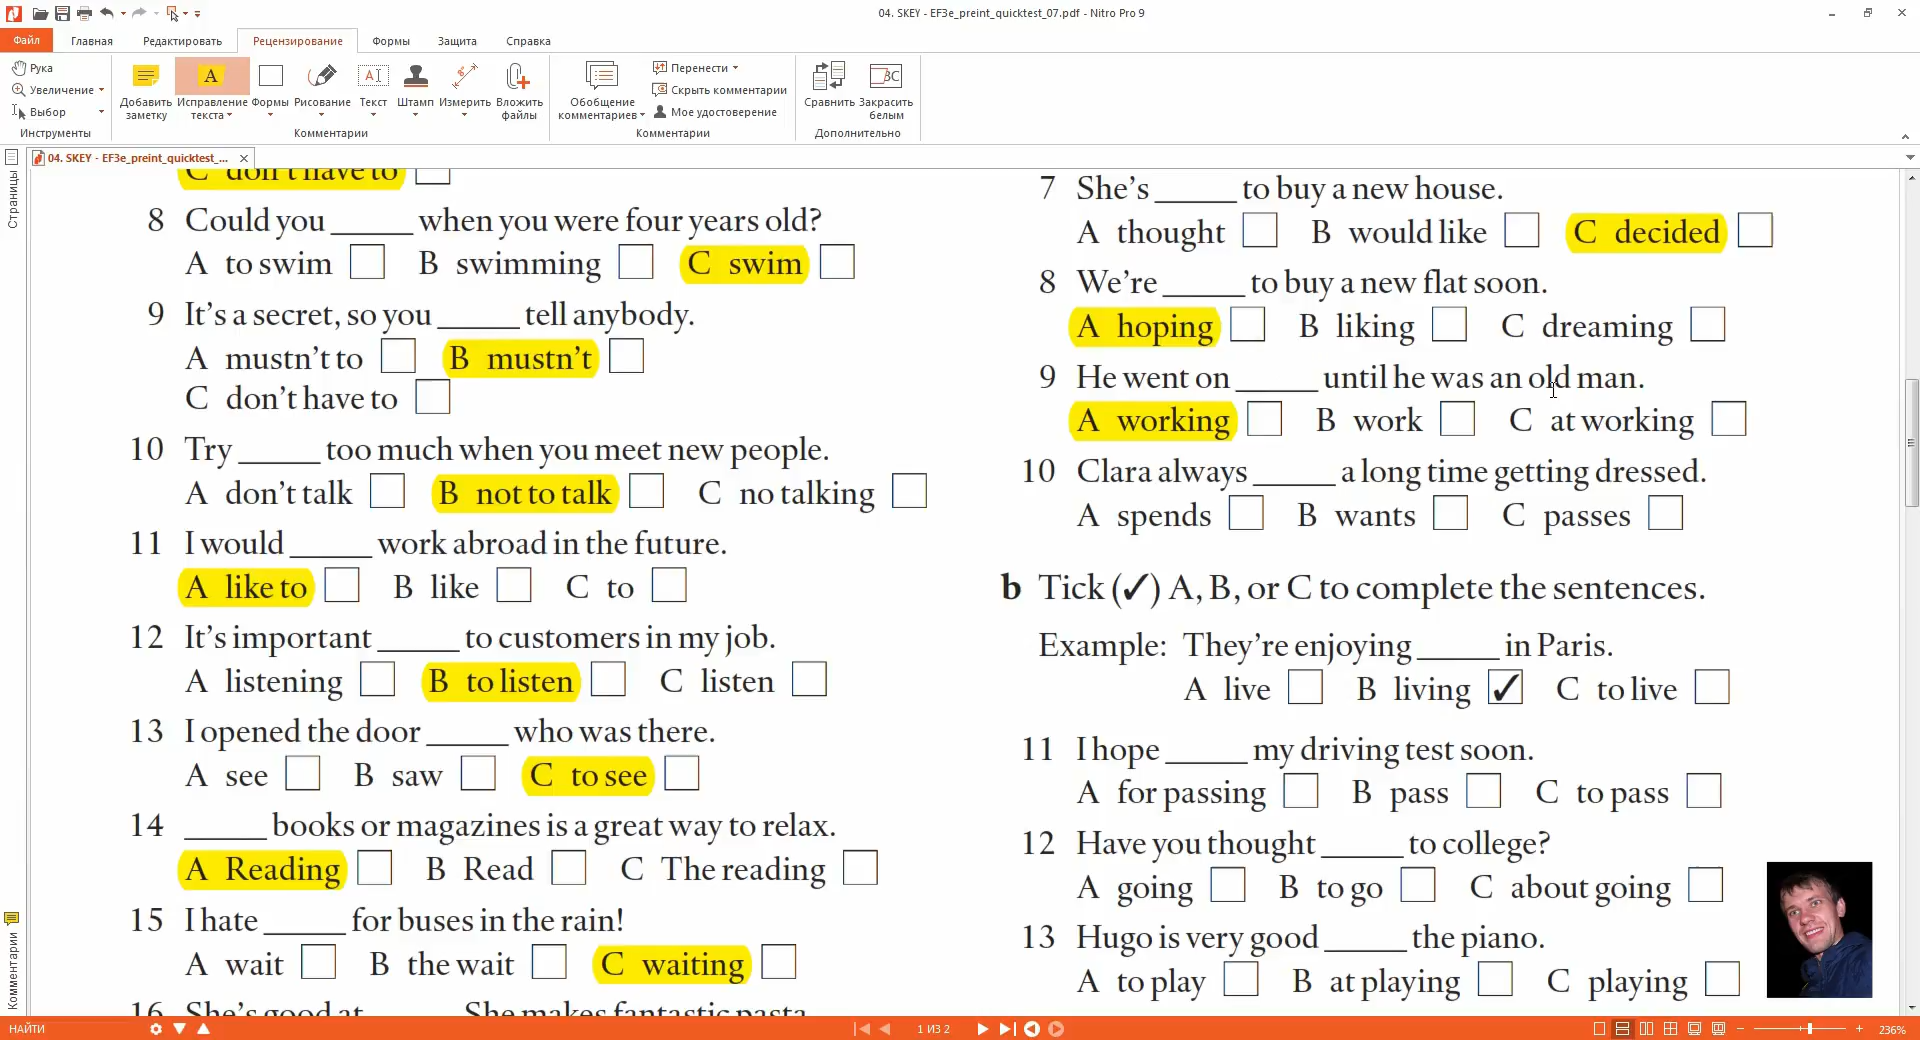 04. SKEY - EF3e_preint_quicktest_07.pdf - Nitro Pro 9
Файл Главная Редактировать Рецензирование Формы Защита Справка
Рука
Увеличение
Выбор
Инструменты
Добавить заметку
Исправление текста
Формы
Рисование
Текст
Штамп
Измерить
Вложить файлы
Комментарии
Обобщение комментариев
Перенести
Скрыть комментарии
Мое удостоверение
Комментарии
Сравнить
Закрасить белым
Дополнительно
04. SKEY - EF3e_preint_quicktest_...
Страницы
Комментарии
C don't have to
8 Could you _____ when you were four years old?
A to swim B swimming C swim
9 It's a secret, so you _____ tell anybody.
A mustn't to B mustn't
C don't have to
10 Try _____ too much when you meet new people.
A don't talk B not to talk C no talking
11 I would _____ work abroad in the future.
A like to B like C to
12 It's important _____ to customers in my job.
A listening B to listen C listen
13 I opened the door _____ who was there.
A see B saw C to see
14 _____ books or magazines is a great way to relax.
A Reading B Read C The reading
15 I hate _____ for buses in the rain!
A wait B the wait C waiting
16 She's good at _____ She makes fantastic pasta
7 She's _____ to buy a new house.
A thought B would like C decided
8 We're _____ to buy a new flat soon.
A hoping B liking C dreaming
9 He went on _____ until he was an old man.
A working B work C at working
10 Clara always _____ a long time getting dressed.
A spends B wants C passes
b Tick (✓) A, B, or C to complete the sentences.
Example: They're enjoying _____ in Paris.
A live B living ✓ C to live
11 I hope _____ my driving test soon.
A for passing B pass C to pass
12 Have you thought _____ to college?
A going B to go C about going
13 Hugo is very good _____ the piano.
A to play B at playing C playing
НАЙТИ
1 ИЗ 2
236%